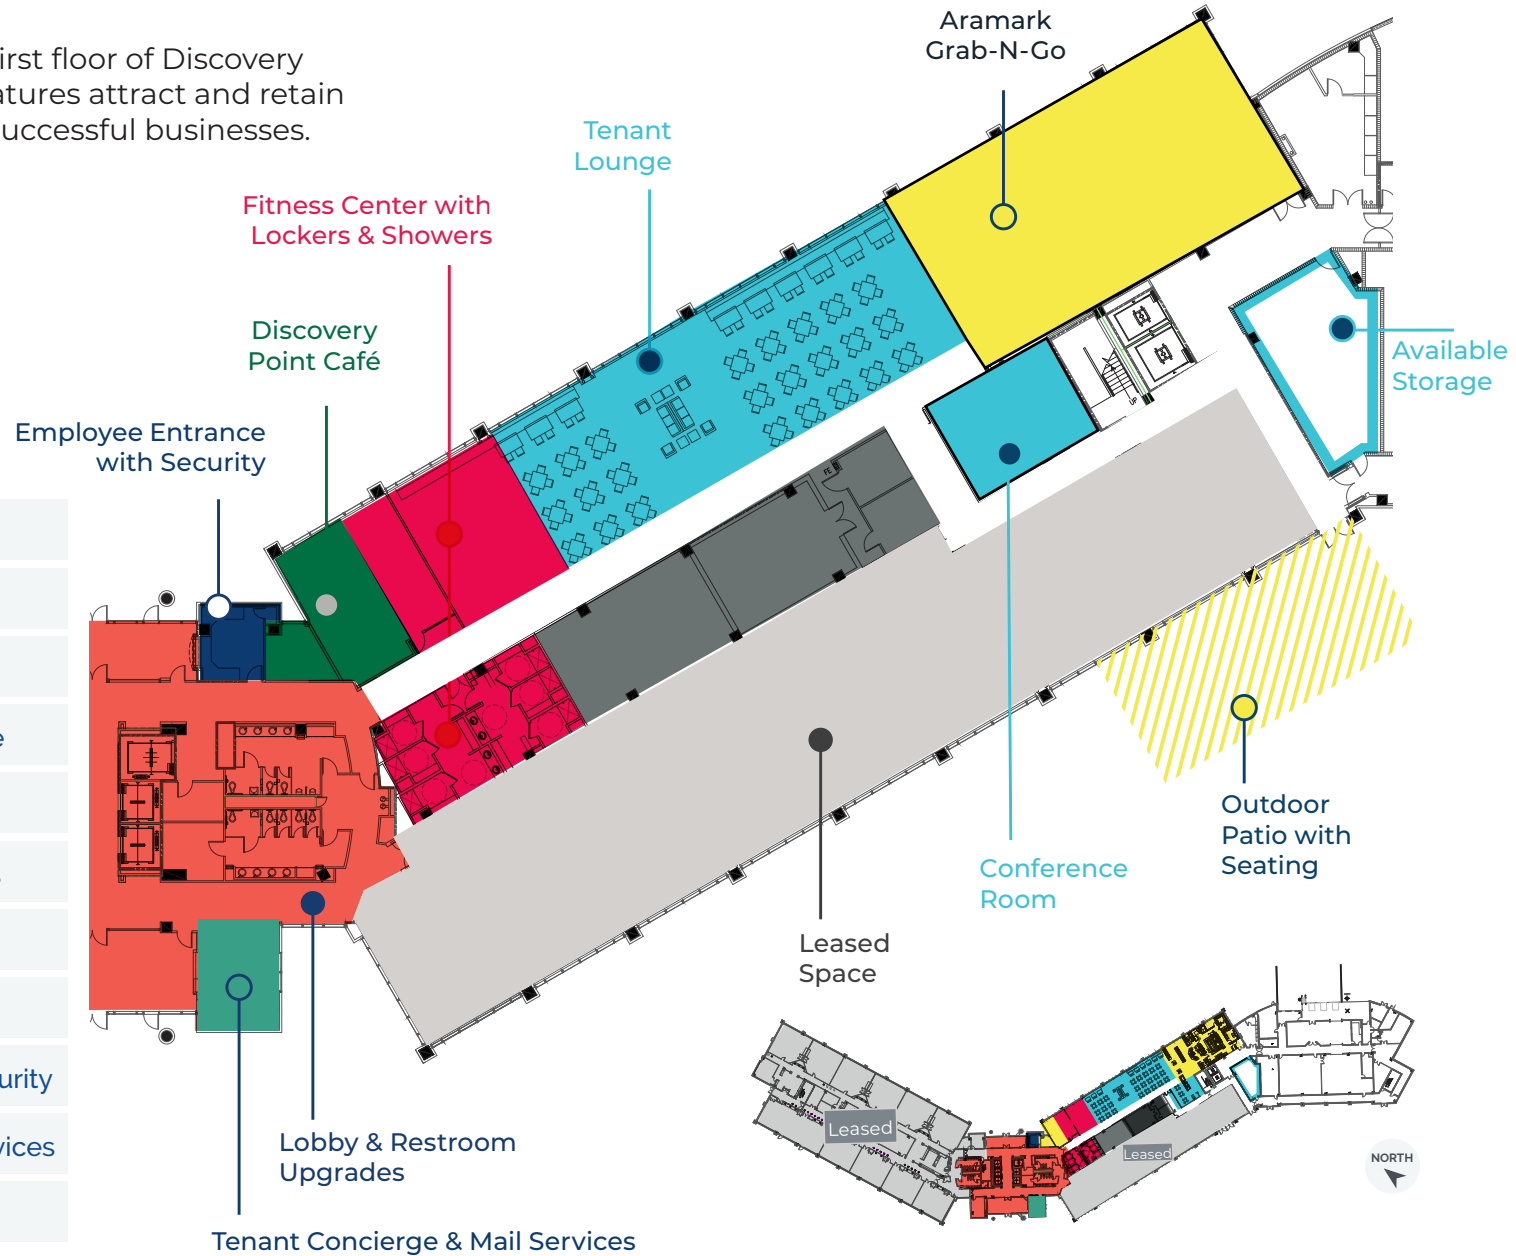 irst floor of Discovery
atures attract and retain
uccessful businesses.
Aramark
Grab-N-Go
Tenant
Lounge
Fitness Center with
Lockers & Showers
Discovery
Point Café
Employee Entrance
with Security
Available
Storage
FE
UP
e
Outdoor
Patio with
Seating
Conference
Room
Leased
Space
urity
vices
Lobby & Restroom
Upgrades
Tenant Concierge & Mail Services
Leased
Leased
NORTH